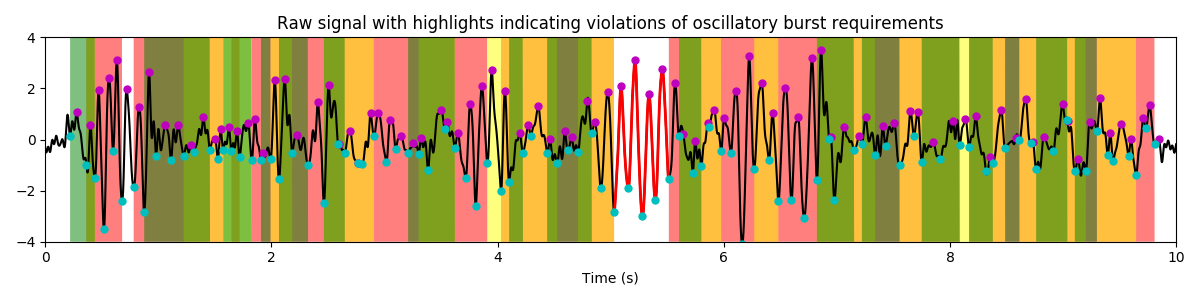 Raw signal with highlights indicating violations of oscillatory burst requirements
4
2
0
−2
−4
0 2 4 6 8 10
Time (s)